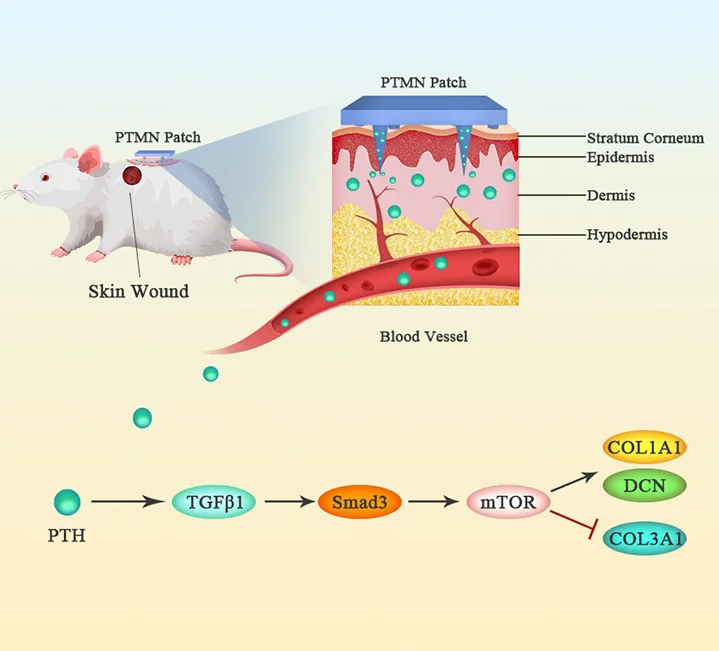 PTMN Patch
PTMN Patch
Stratum Corneum
Epidermis
Dermis
Hypodermis
Skin Wound
Blood Vessel
COL1A1
DCN
TGFβ1
Smad3
mTOR
COL3A1
PTH